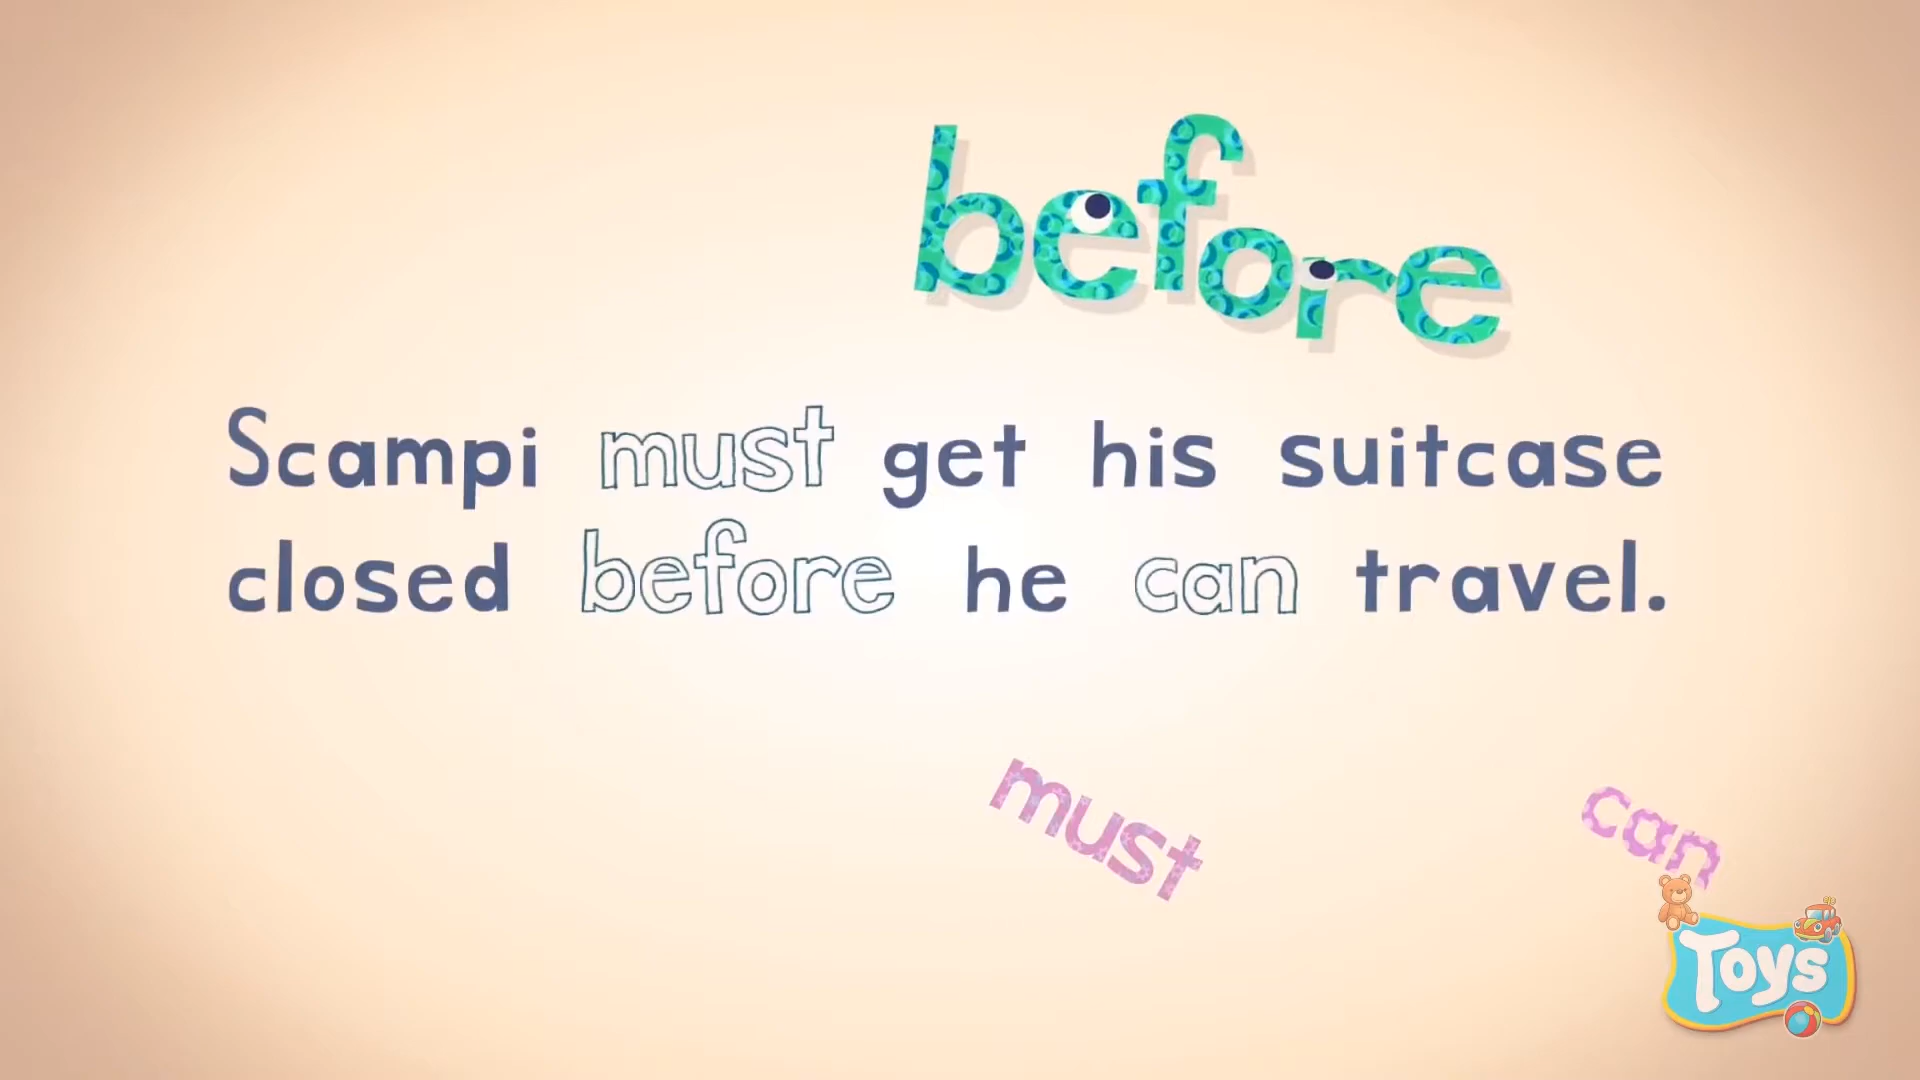 before
Scampi must get his suitcase
closed before he can travel.
must
can
Toys